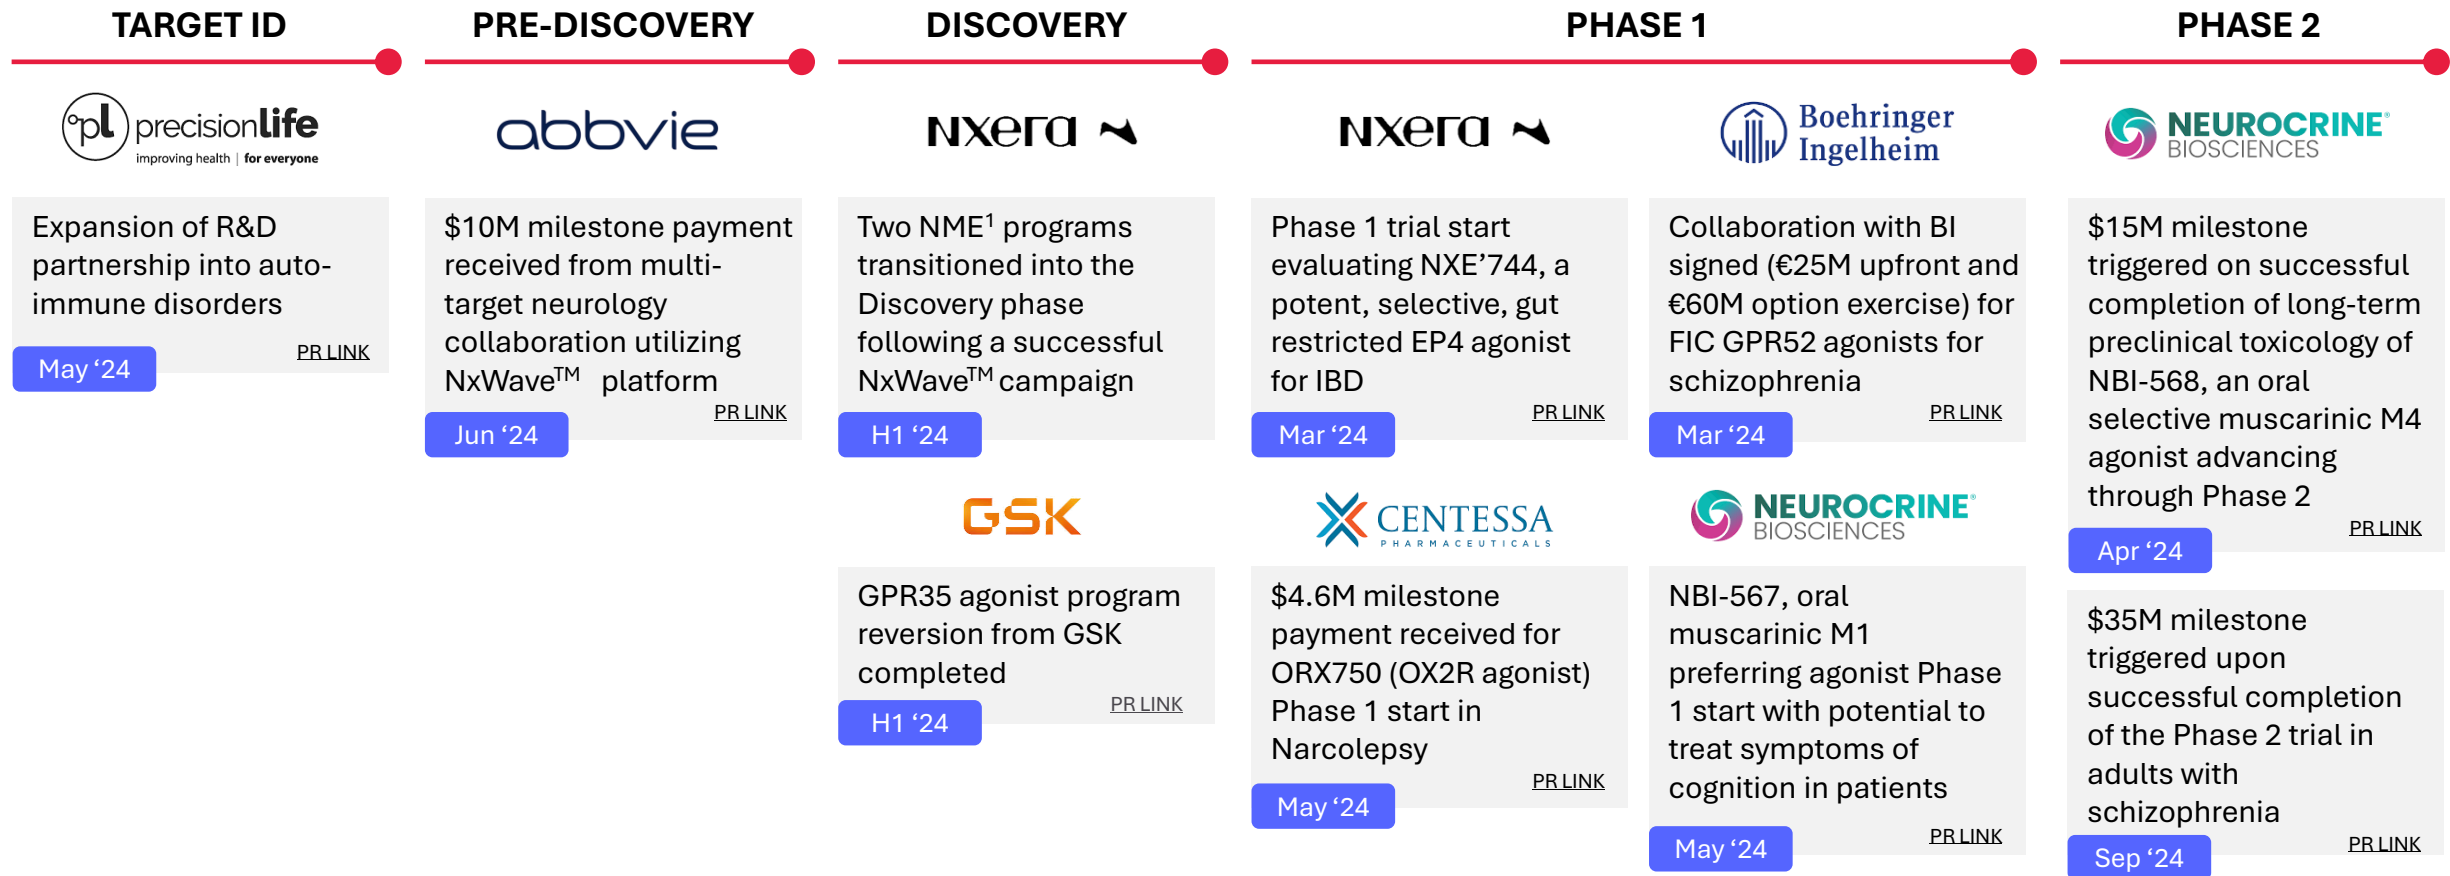 TARGET ID
PRE-DISCOVERY
DISCOVERY
PHASE 1
PHASE 2
pl precisionlife
improving health | for everyone
Expansion of R&D
partnership into auto-
immune disorders
PR LINK
May ‘24
abbvie
$10M milestone payment
received from multi-
target neurology
collaboration utilizing
NxWave™ platform
PR LINK
Jun ‘24
nxera
Two NME¹ programs
transitioned into the
Discovery phase
following a successful
NxWave™ campaign
H1 ‘24
GSK
GPR35 agonist program
reversion from GSK
completed
PR LINK
H1 ‘24
nxera
Phase 1 trial start
evaluating NXE’744, a
potent, selective, gut
restricted EP4 agonist
for IBD
PR LINK
Mar ‘24
Boehringer
Ingelheim
Collaboration with BI
signed (€25M upfront and
€60M option exercise) for
FIC GPR52 agonists for
schizophrenia
PR LINK
Mar ‘24
CENTESSA
PHARMACEUTICALS
$4.6M milestone
payment received for
ORX750 (OX2R agonist)
Phase 1 start in
Narcolepsy
PR LINK
May ‘24
NEUROCRINE®
BIOSCIENCES
NBI-567, oral
muscarinic M1
preferring agonist Phase
1 start with potential to
treat symptoms of
cognition in patients
PR LINK
May ‘24
NEUROCRINE®
BIOSCIENCES
$15M milestone
triggered on successful
completion of long-term
preclinical toxicology of
NBI-568, an oral
selective muscarinic M4
agonist advancing
through Phase 2
PR LINK
Apr ‘24
$35M milestone
triggered upon
successful completion
of the Phase 2 trial in
adults with
schizophrenia
PR LINK
Sep ‘24